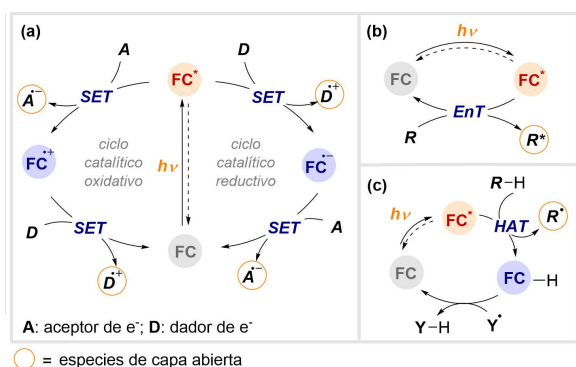 (a)
A
D
FC*
A•−
SET
SET
D•+
FC•+
ciclo
catalítico
oxidativo
hν
ciclo
catalítico
reductivo
FC•−
D
SET
SET
A
FC
D•+
A•−
A: aceptor de e-; D: dador de e-
(b)
hν
FC
FC*
EnT
R
R*
(c)
R–H
hν
FC*
HAT
R•
FC
FC–H
Y–H
Y•
= especies de capa abierta